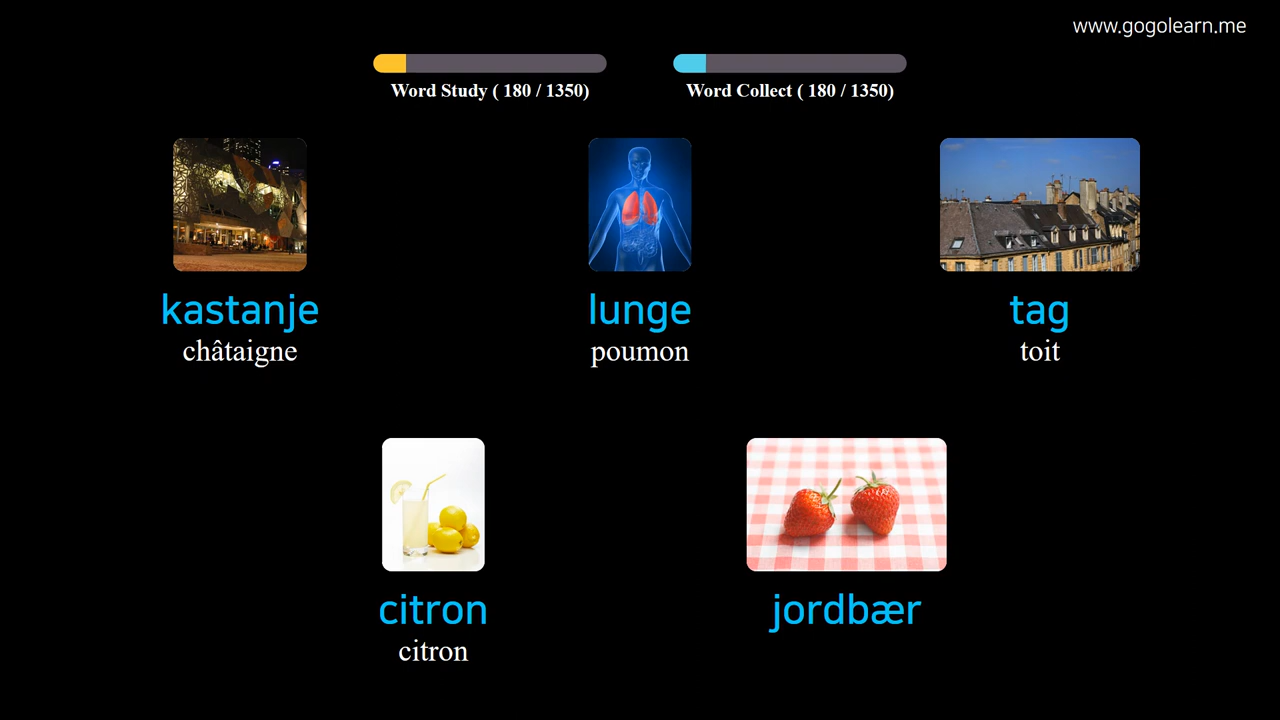 www.gogolearn.me
Word Study ( 180 / 1350)
Word Collect ( 180 / 1350)
kastanje
châtaigne
lunge
poumon
tag
toit
citron
citron
jordbær